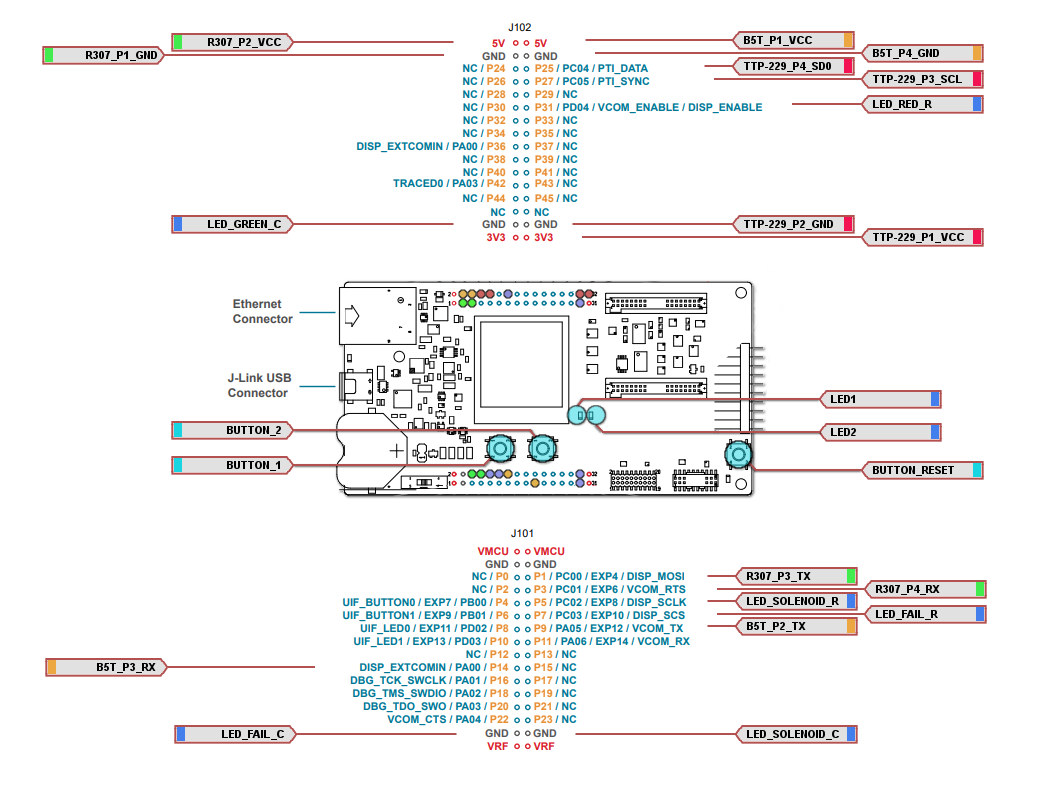 J102
R307_P2_VCC 5V 5V B5T_P1_VCC
R307_P1_GND GND GND B5T_P4_GND
NC / P24 P25 / PC04 / PTI_DATA TTP-229_P4_SD0
NC / P26 P27 / PC05 / PTI_SYNC TTP-229_P3_SCL
NC / P28 P29 / NC
NC / P30 P31 / PD04 / VCOM_ENABLE / DISP_ENABLE LED_RED_R
NC / P32 P33 / NC
NC / P34 P35 / NC
DISP_EXTCOMIN / PA00 / P36 P37 / NC
NC / P38 P39 / NC
NC / P40 P41 / NC
TRACED0 / PA03 / P42 P43 / NC
NC / P44 P45 / NC
NC NC
LED_GREEN_C GND GND TTP-229_P2_GND
3V3 3V3 TTP-229_P1_VCC
Ethernet
Connector
J-Link USB
Connector
LED1
BUTTON_2
LED2
BUTTON_1
BUTTON_RESET
J101
VMCU VMCU
GND GND
NC / P0 P1 / PC00 / EXP4 / DISP_MOSI R307_P3_TX
NC / P2 P3 / PC01 / EXP6 / VCOM_RTS R307_P4_RX
UIF_BUTTON0 / EXP7 / PB00 / P4 P5 / PC02 / EXP8 / DISP_SCLK LED_SOLENOID_R
UIF_BUTTON1 / EXP9 / PB01 / P6 P7 / PC03 / EXP10 / DISP_SCS LED_FAIL_R
UIF_LED0 / EXP11 / PD02 / P8 P9 / PA05 / EXP12 / VCOM_TX B5T_P2_TX
UIF_LED1 / EXP13 / PD03 / P10 P11 / PA06 / EXP14 / VCOM_RX
NC / P12 P13 / NC
B5T_P3_RX DISP_EXTCOMIN / PA00 / P14 P15 / NC
DBG_TCK_SWCLK / PA01 / P16 P17 / NC
DBG_TMS_SWDIO / PA02 / P18 P19 / NC
DBG_TDO_SWO / PA03 / P20 P21 / NC
VCOM_CTS / PA04 / P22 P23 / NC
LED_FAIL_C GND GND LED_SOLENOID_C
VRF VRF